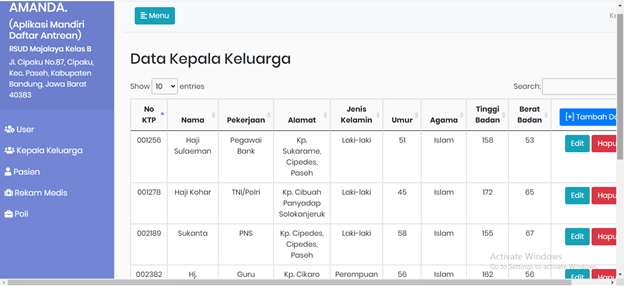 AMANDA.
(Aplikasi Mandiri
Daftar Antrean)
RSUD Majalaya Kelas B
Jl. Cipaku No.87, Cipaku,
Kec. Paseh, Kabupaten
Bandung, Jawa Barat
40383
User
Kepala Keluarga
Pasien
Rekam Medis
Poli
Menu
Data Kepala Keluarga
Show 10 entries
Search:
No KTP Nama Pekerjaan Alamat Jenis Kelamin Umur Agama Tinggi Badan Berat Badan [+] Tambah Da
001256 Haji Sulaeman Pegawai Bank Kp. Sukarame, Cipedes, Paseh Laki-laki 51 Islam 158 53 Edit Hapu
001278 Haji Kohar TNI/Polri Kp. Cibuah Panyadap Solokanjeruk Laki-laki 45 Islam 172 65 Edit Hapu
002189 Sukanta PNS Kp. Cipedes, Cipedes, Paseh Laki-laki 58 Islam 155 67 Edit Hapu
002382 Hj. Guru Kp. Cikaro Perempuan 56 Islam 162 56 Edit Hapu
Activate Windows
Go to Settings to activate Windows.